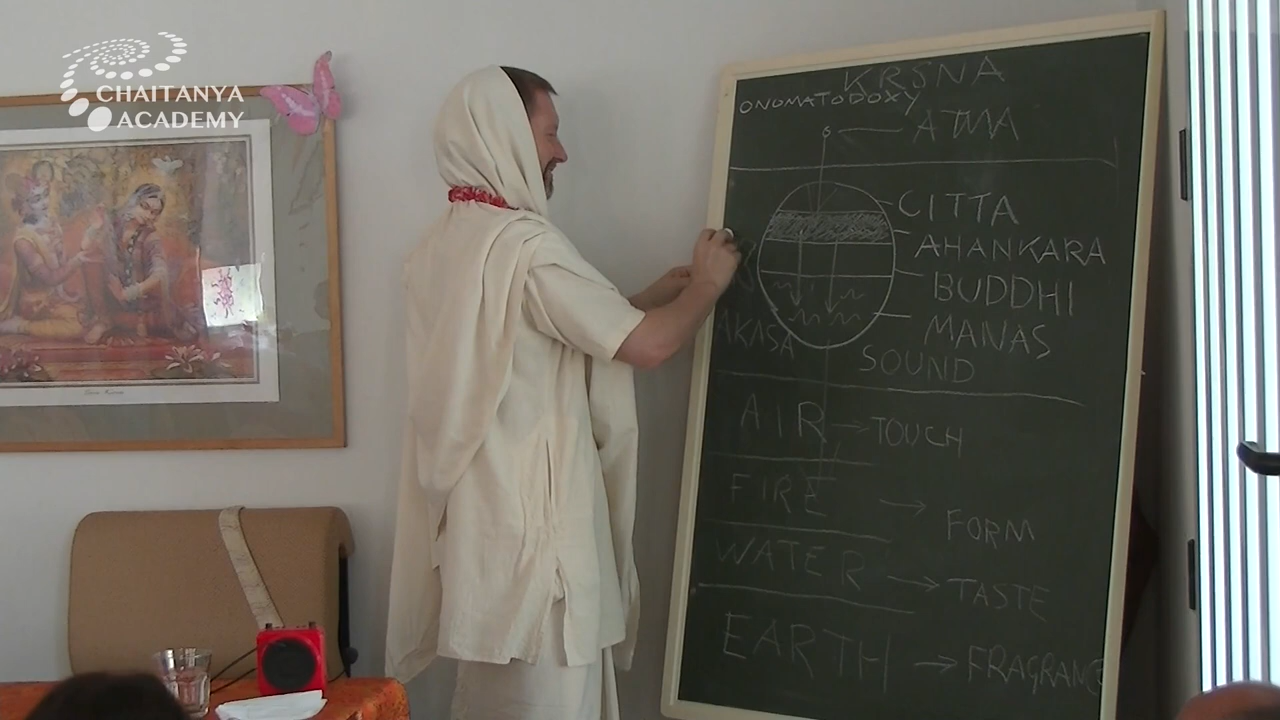 CHAITANYA
ACADEMY
KRSNA
ONOMATODOXY
ATMA
CITTA
AHANKARA
BUDDHI
MANAS
AKASA
SOUND
AIR → TOUCH
FIRE → FORM
WATER → TASTE
EARTH → FRAGRANCE